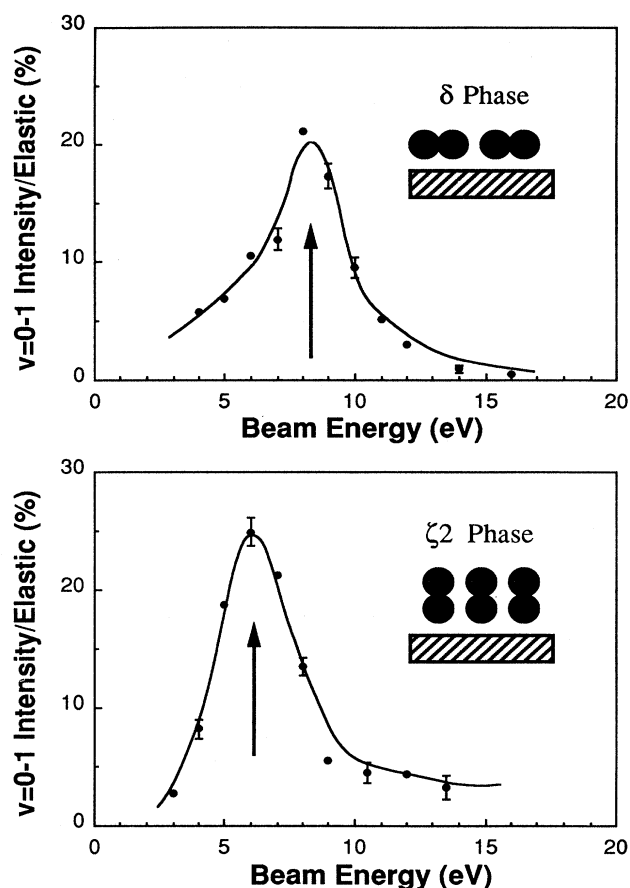 v=0-1 Intensity/Elastic (%)
30
20
10
0
δ Phase
0 5 10 15 20
Beam Energy (eV)
v=0-1 Intensity/Elastic (%)
30
20
10
0
ζ2 Phase
0 5 10 15 20
Beam Energy (eV)